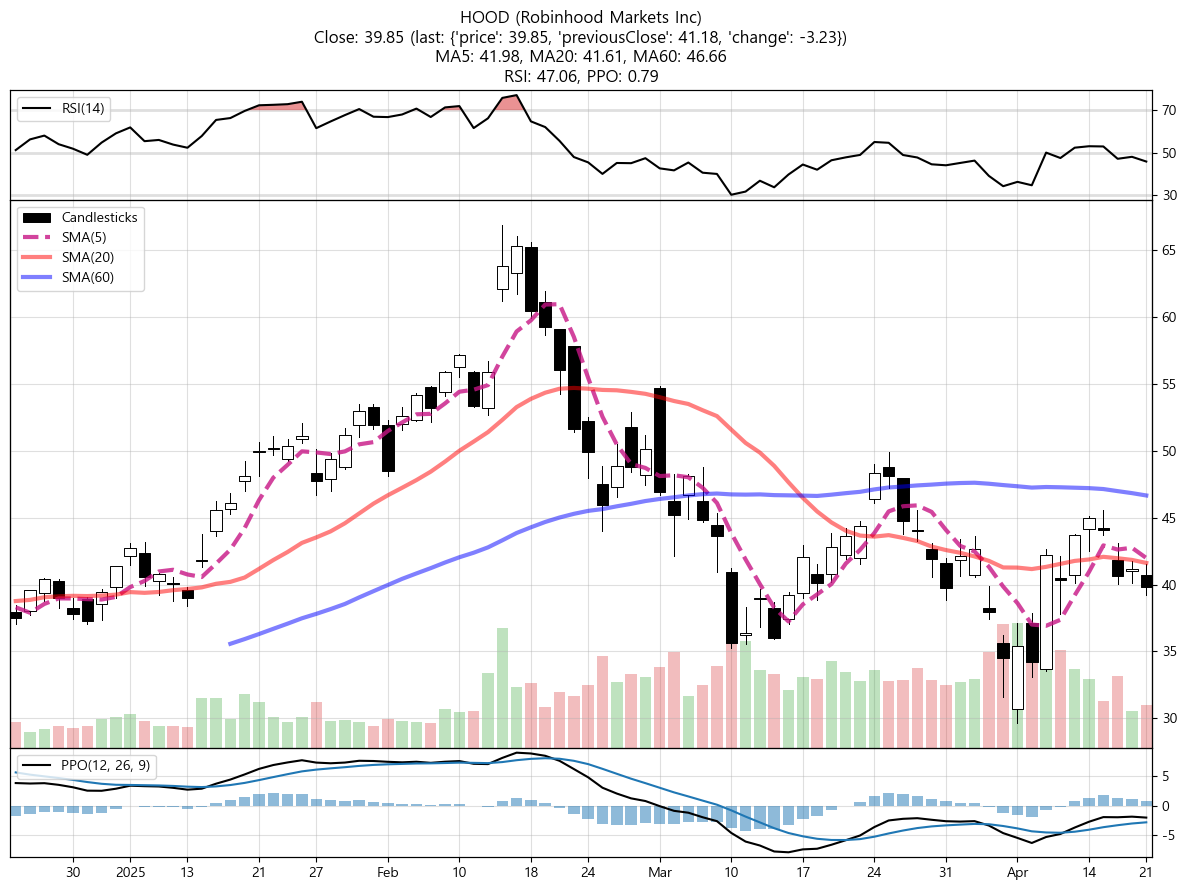 HOOD (Robinhood Markets Inc)
Close: 39.85 (last: {'price': 39.85, 'previousClose': 41.18, 'change': -3.23})
MA5: 41.98, MA20: 41.61, MA60: 46.66
RSI: 47.06, PPO: 0.79
RSI(14)
70
50
30
Candlesticks
SMA(5)
SMA(20)
SMA(60)
65
60
55
50
45
40
35
30
PPO(12, 26, 9)
5
0
-5
30 2025 13 21 27 Feb 10 18 24 Mar 10 17 24 31 Apr 14 21